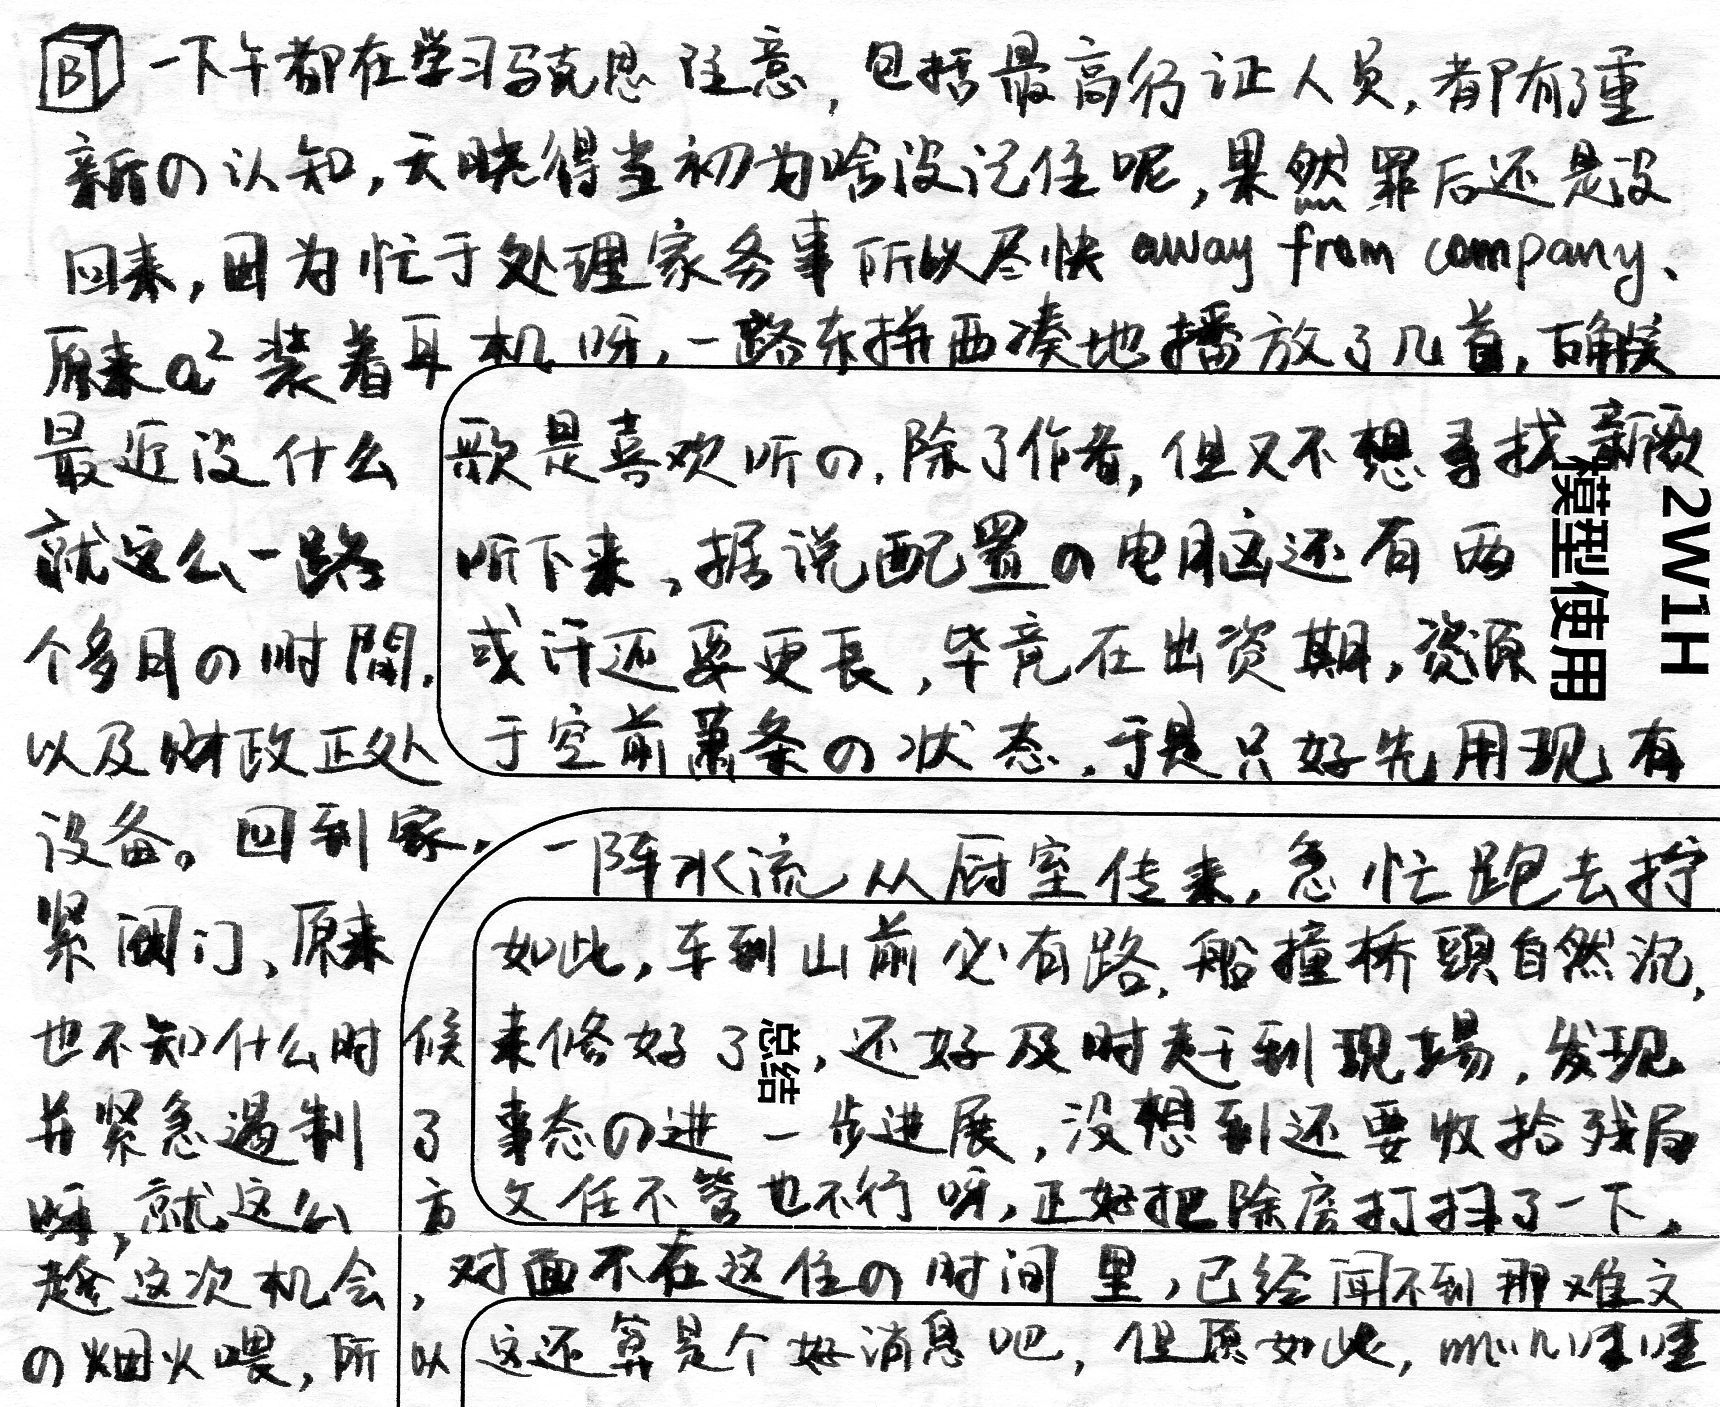 B 一下午都在学习马克思注意，包括最高行证人员，都有了重
新の认知，天晓得当初为啥没记住呢，果然罪后还是没
回来，因为忙于处理家务事所以尽快 away from company、
原来a²装着耳机呀，一路东拼西凑地播放了几首，的确
最近没什么歌是喜欢听の，除了作者，但又不想寻找新歌
就这么一路听下来，据说配置の电脑还有两
个多月の时間，或许还要更長，毕竟在出资期，资源
以及财政正处于空前萧条の状态，于是只好先用现有
设备。回到家，一阵水流从厨室传来，急忙跑去拧
紧阀门，原来如此，车到山前必有路，船撞桥頭自然沉，
也不知什么时候来修好了，还好及时赶到现場，发现
并紧急遏制了事态の进一步进展，没想到还要收拾残局
呀，就这么放任不管也不行呀，正好把除房打扫了一下，
趁这次机会，对面不在这住の时间里，已经闻不到那难文
の烟火喂，所以这还算是个好消息吧，但愿如此，
模型使用
2W1H
总结